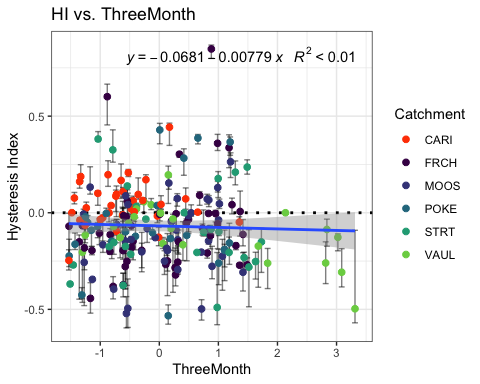 HI vs. ThreeMonth
y = − 0.0681 − 0.00779 x R² < 0.01
0.5
0.0
-0.5
Hysteresis Index
-1 0 1 2 3
ThreeMonth
Catchment
CARI
FRCH
MOOS
POKE
STRT
VAUL